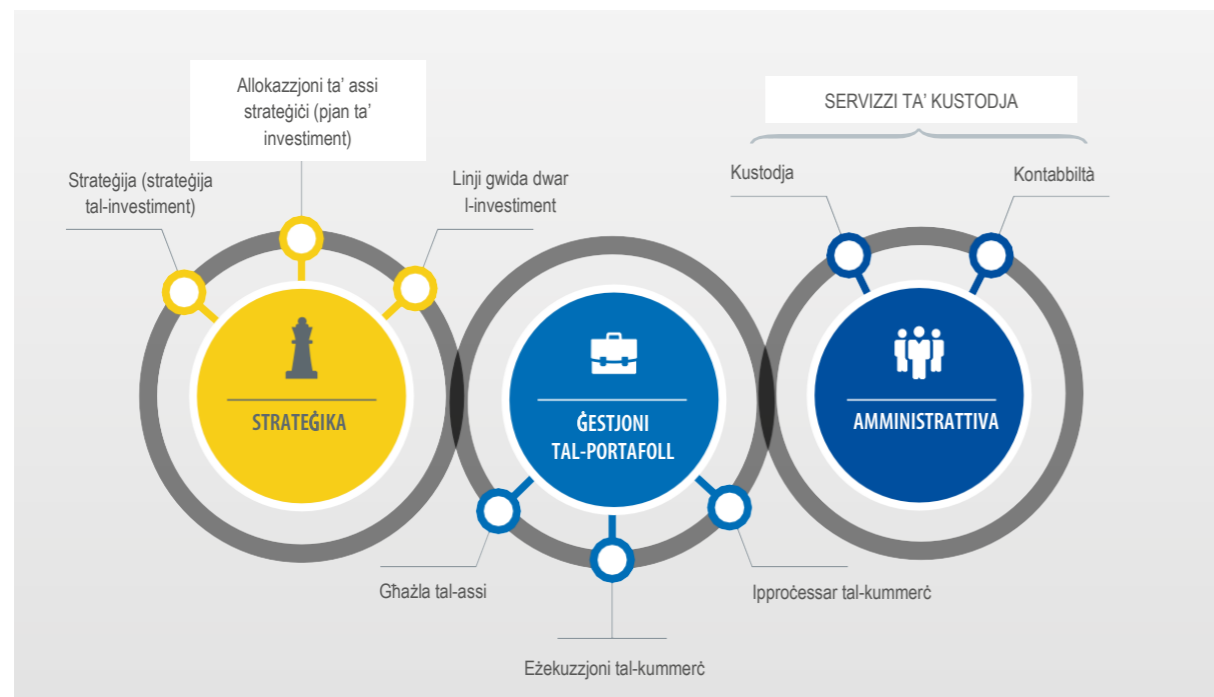 Allokazzjoni ta’ assi
strateġiċi (pjan ta’
investiment)
Strateġija (strateġija
tal-investiment)
Linji gwida dwar
l-investiment
STRATEĠIKA
ĠESTJONI
TAL-PORTAFOLL
Għażla tal-assi
Eżekuzzjoni tal-kummerċ
Ipproċessar tal-kummerċ
SERVIZZI TA’ KUSTODJA
Kustodja
Kontabbiltà
AMMINISTRATTIVA